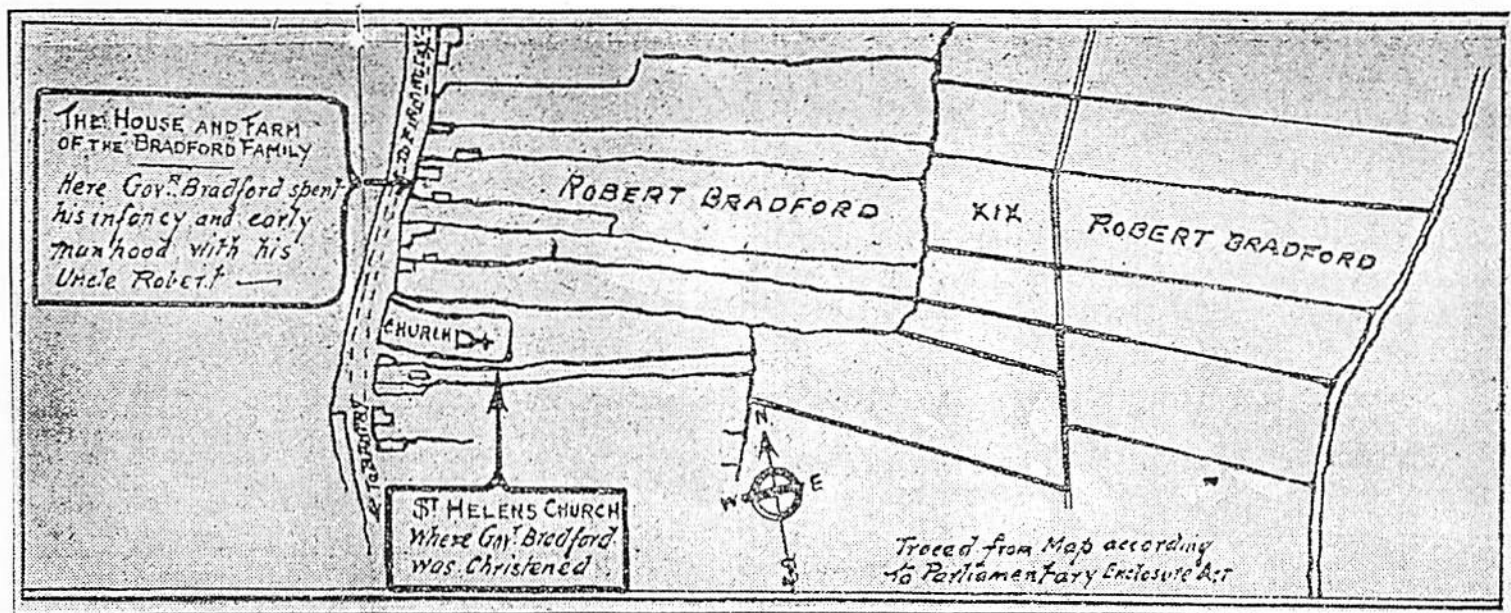 THE HOUSE AND FARM
OF THE BRADFORD FAMILY
Here Govr. Bradford spent
his infancy and early
manhood with his
Uncle Robert
ROBERT BRADFORD
XIX
ROBERT BRADFORD
CHURCH
ST HELENS CHURCH
Where Govr. Bradford
was Christened
N
W
E
S
Traced from Map according
to Parliamentary Enclosure Act